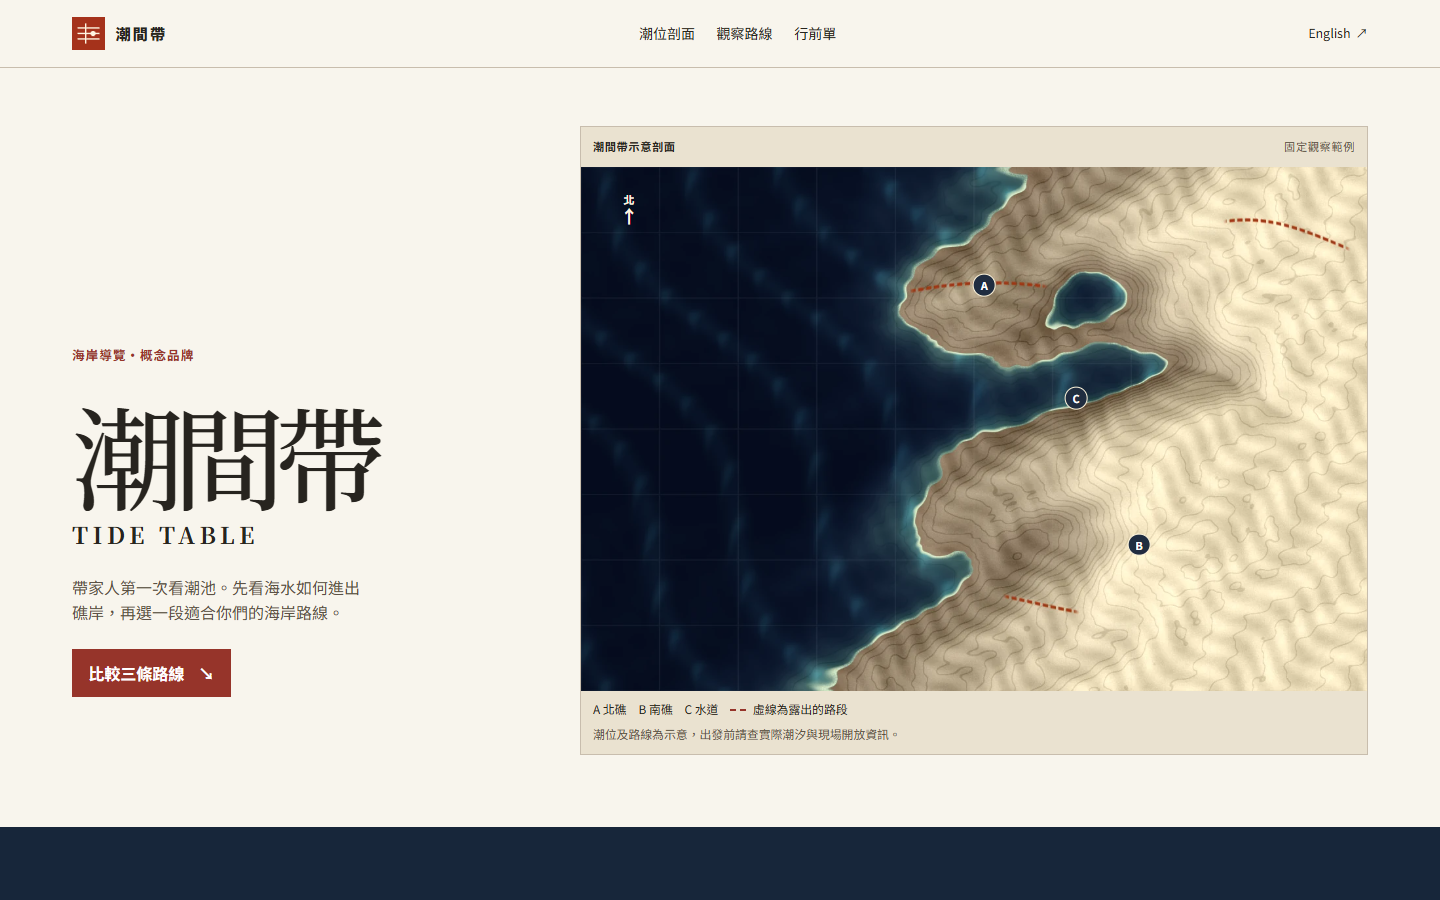 潮間帶
潮位剖面 觀察路線 行前單
English ↗
海岸導覽・概念品牌
潮間帶
TIDE TABLE
帶家人第一次看潮池。先看海水如何進出
礁岸，再選一段適合你們的海岸路線。
比較三條路線 ↘
潮間帶示意剖面
固定觀察範例
北
A
C
B
A 北礁 B 南礁 C 水道 虛線為露出的路段
潮位及路線為示意，出發前請查實際潮汐與現場開放資訊。